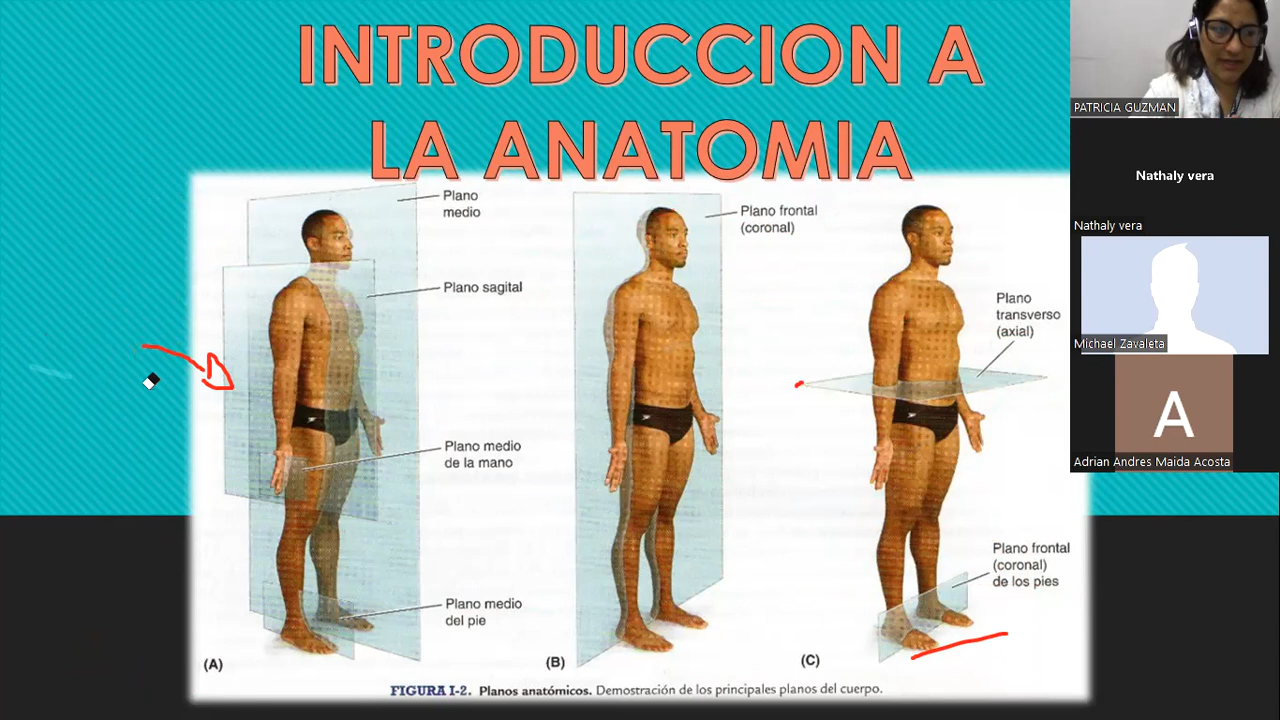 INTRODUCCION A
LA ANATOMIA
Plano
medio
Plano sagital
Plano medio
de la mano
Plano medio
del pie
(A)
Plano frontal
(coronal)
(B)
Plano
transverso
(axial)
Plano frontal
(coronal)
de los pies
(C)
FIGURA I-2. Planos anatómicos. Demostración de los principales planos del cuerpo.
PATRICIA GUZMAN
Nathaly vera
Nathaly vera
Michael Zavaleta
A
Adrian Andres Maida Acosta